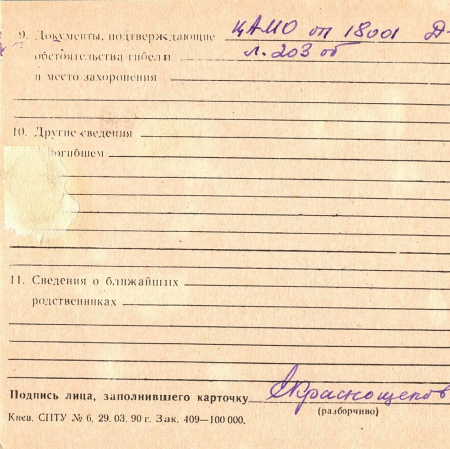 9. Документы, подтверждающие ЦАМО оп 18001 Д-
обстоятельства гибели л. 203 об
и место захоронения
10. Другие сведения
погибшем
11. Сведения о ближайших
родственниках
Подпись лица, заполнившего карточку Краснощеков
(разборчиво)
Киев. СПТУ № 6, 29. 03. 90 г. Зак. 409—100 000.